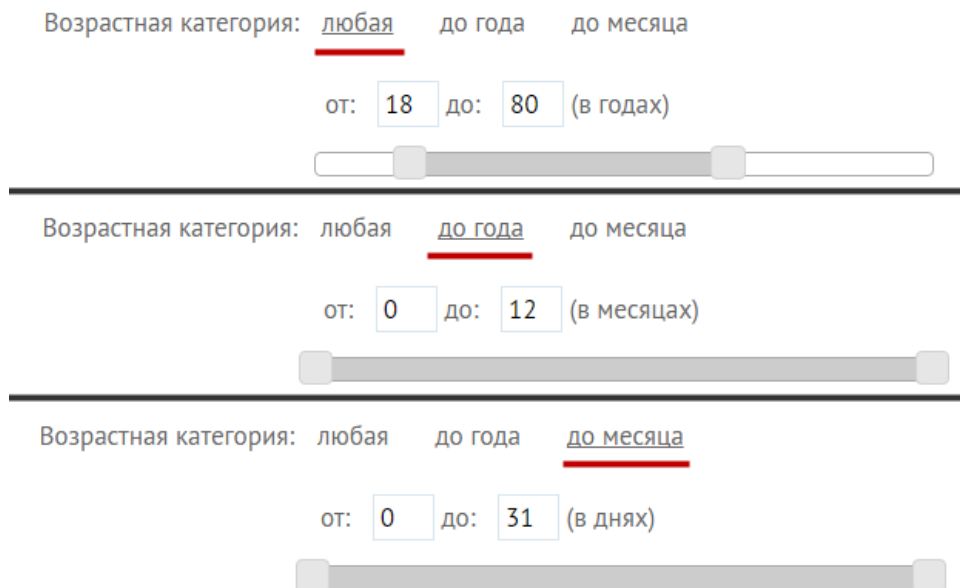 Возрастная категория: любая до года до месяца
от: 18 до: 80 (в годах)
Возрастная категория: любая до года до месяца
от: 0 до: 12 (в месяцах)
Возрастная категория: любая до года до месяца
от: 0 до: 31 (в днях)